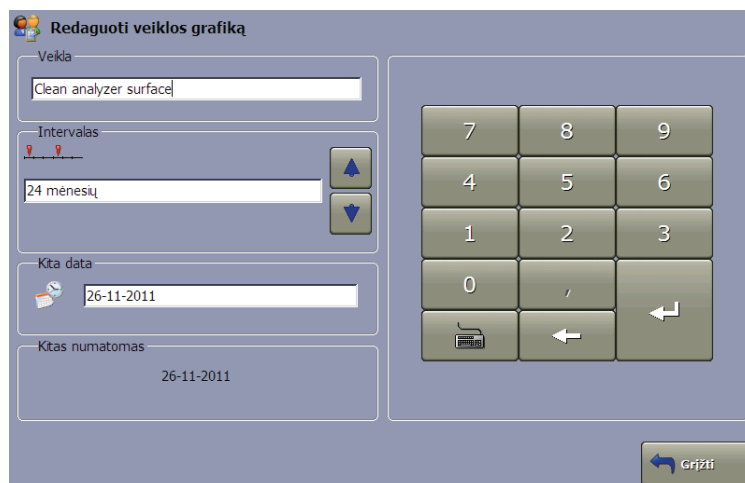 Redaguoti veiklos grafiką
Veikla
Clean analyzer surface
Intervalas
24 mėnesių
Kita data
26-11-2011
Kitas numatomas
26-11-2011
7 8 9
4 5 6
1 2 3
0 ,
Grįžti